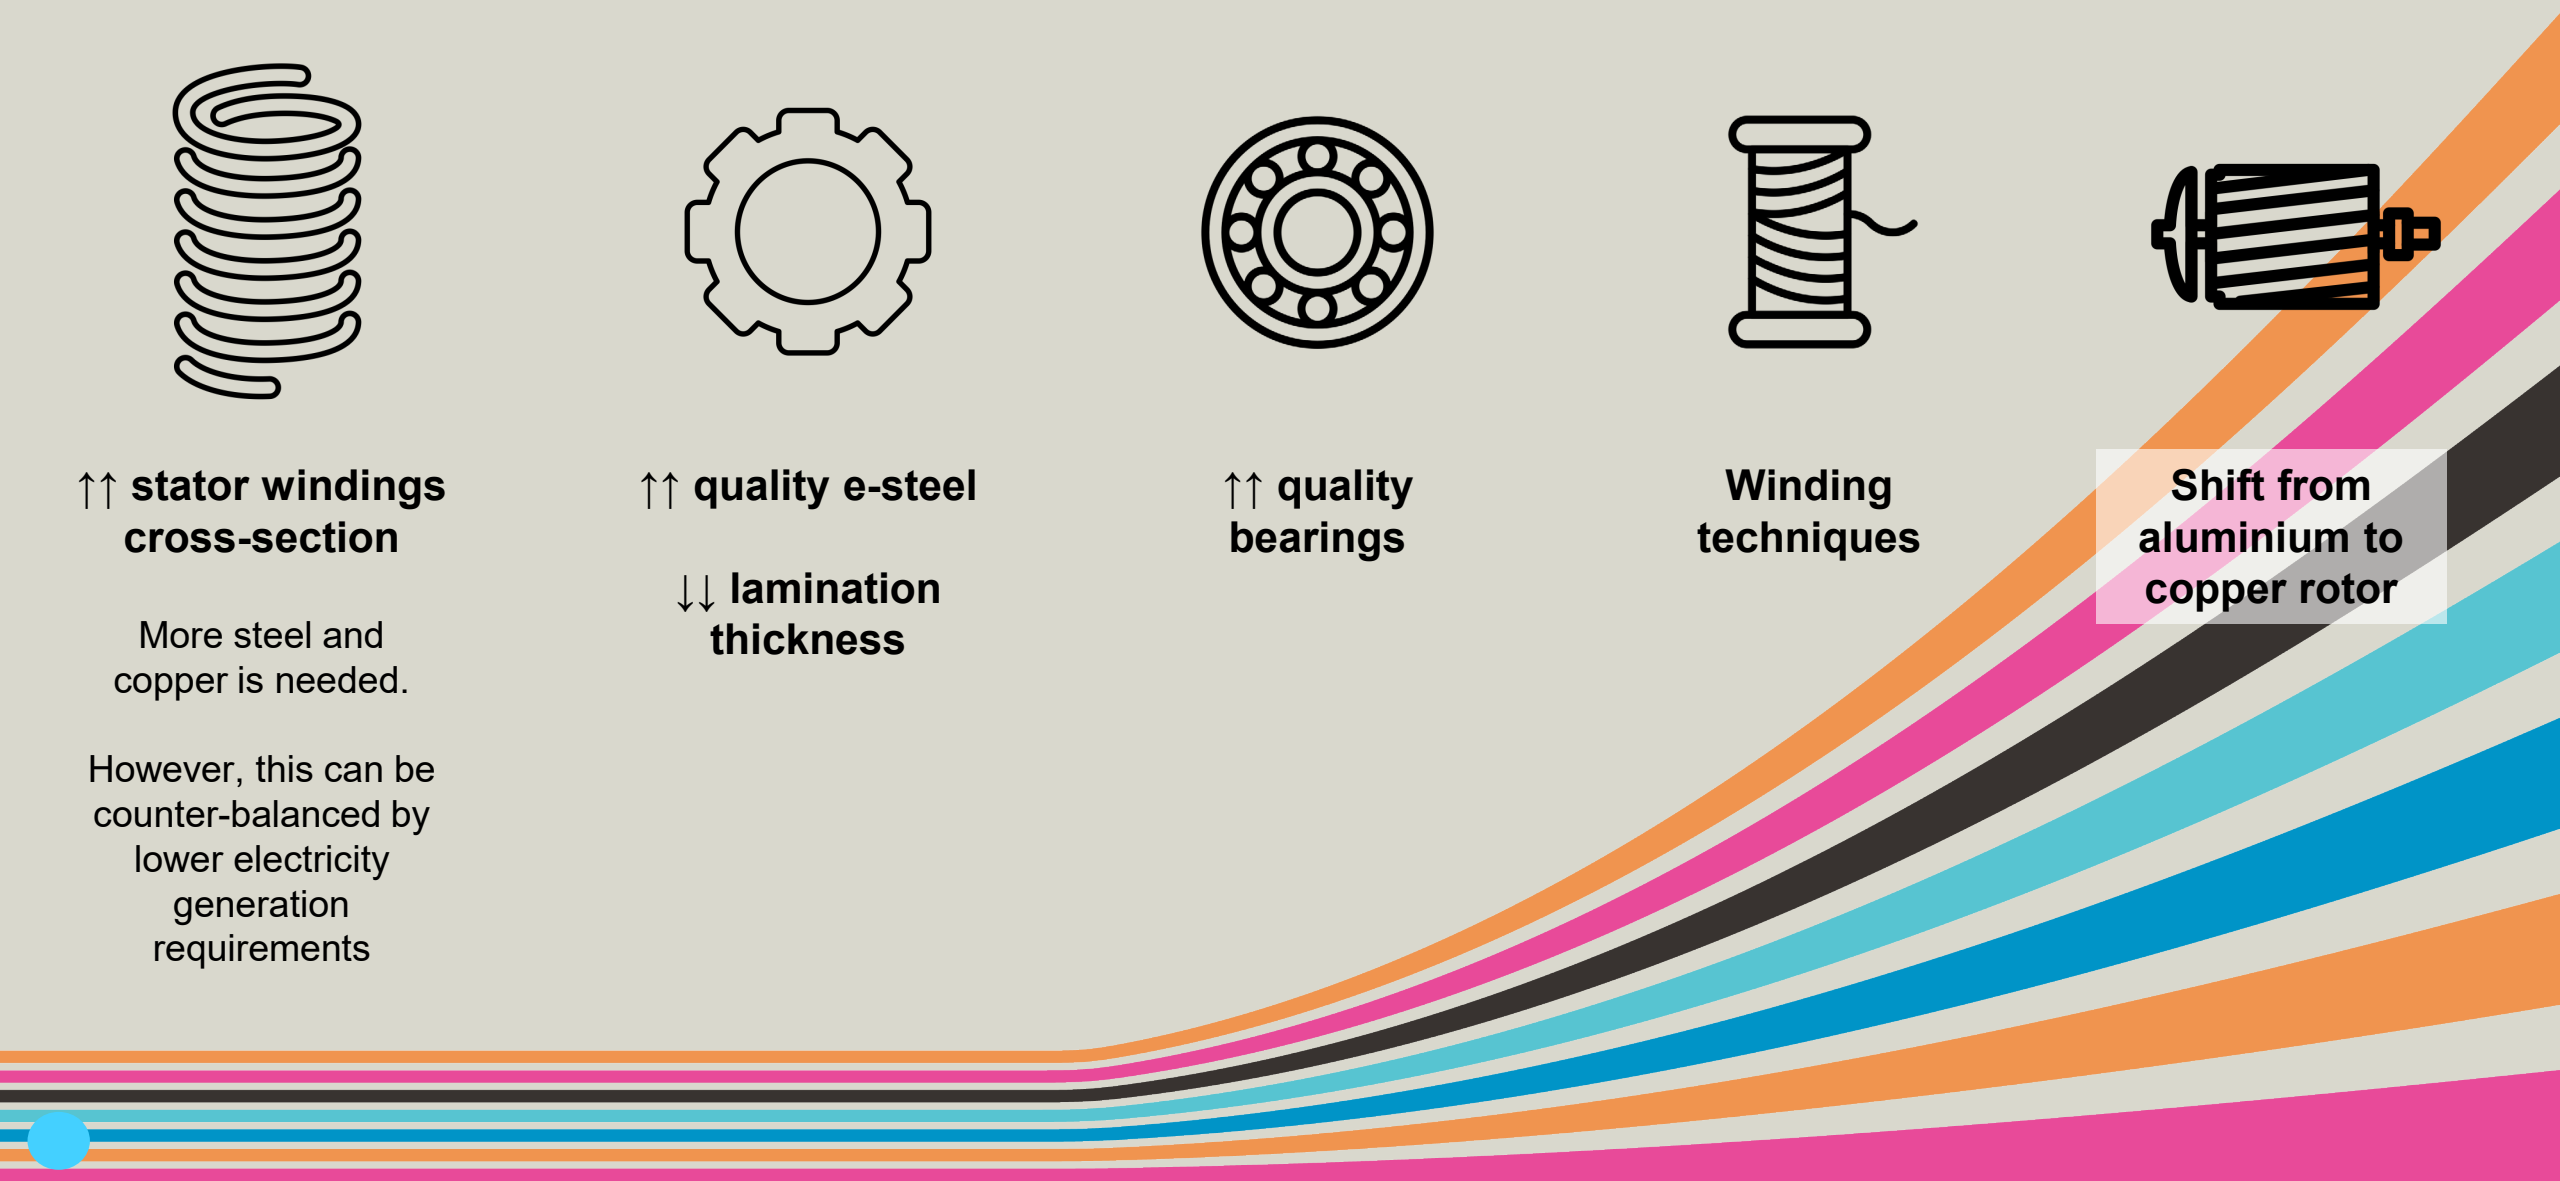 ↑↑ stator windings
cross-section
More steel and
copper is needed.
However, this can be
counter-balanced by
lower electricity
generation
requirements
↑↑ quality e-steel
↓↓ lamination
thickness
↑↑ quality
bearings
Winding
techniques
Shift from
aluminium to
copper rotor